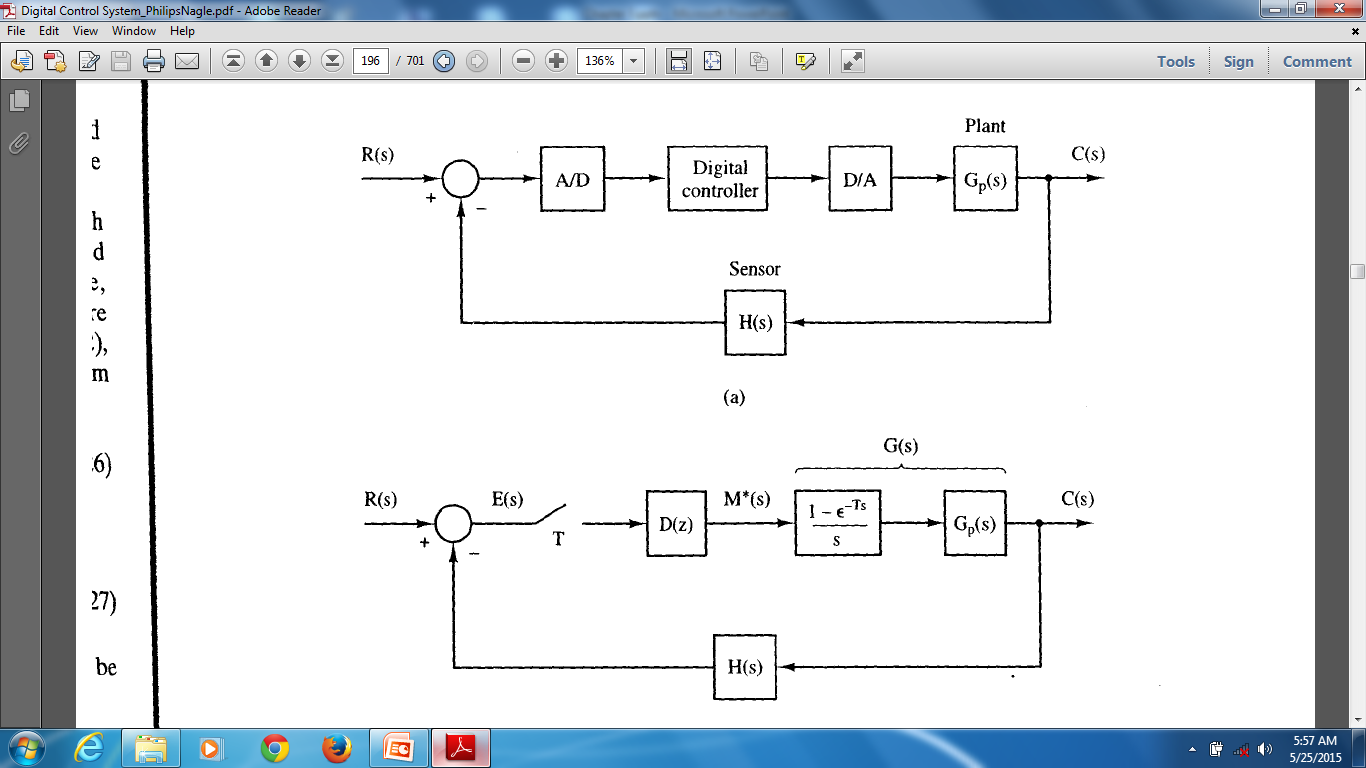 Digital Control System_PhilipsNagle.pdf - Adobe Reader
File Edit View Window Help
196 / 701 136% Tools Sign Comment
Plant
R(s) C(s)
A/D Digital controller D/A Gp(s)
+ −
Sensor
H(s)
(a)
G(s)
R(s) E(s) M*(s) C(s)
D(z) 1 − ϵ^−Ts / s Gp(s)
+ − T
H(s)
e
h
d
e,
re
),
m
6)
27)
be
5:57 AM
5/25/2015